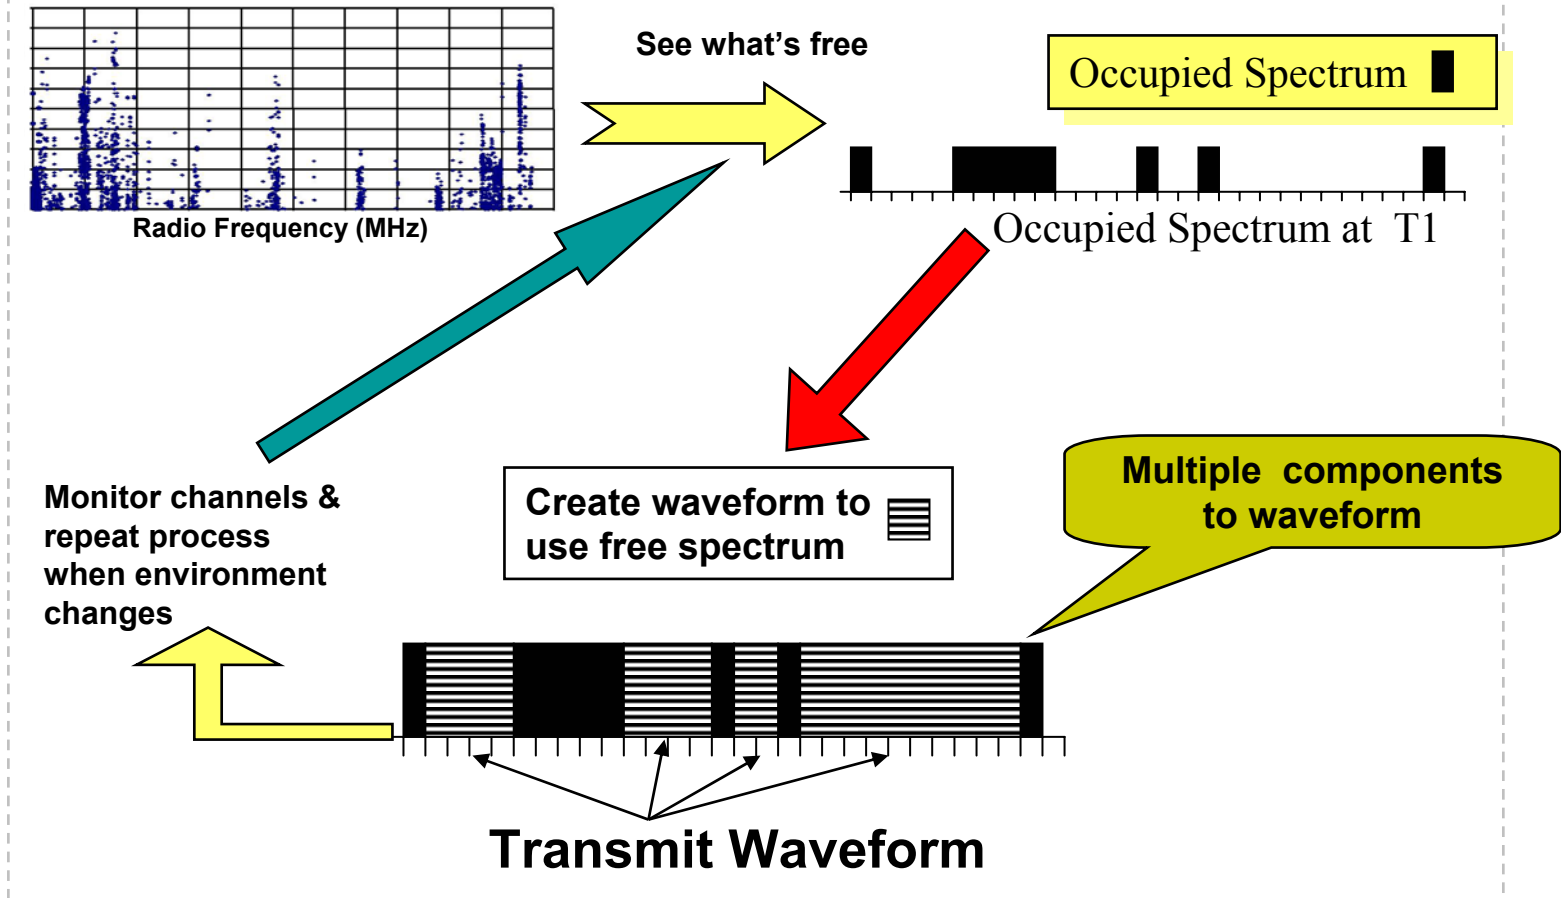 See what's free
Occupied Spectrum
Radio Frequency (MHz)
Occupied Spectrum at T1
Monitor channels &
repeat process
when environment
changes
Create waveform to
use free spectrum
Multiple components
to waveform
Transmit Waveform